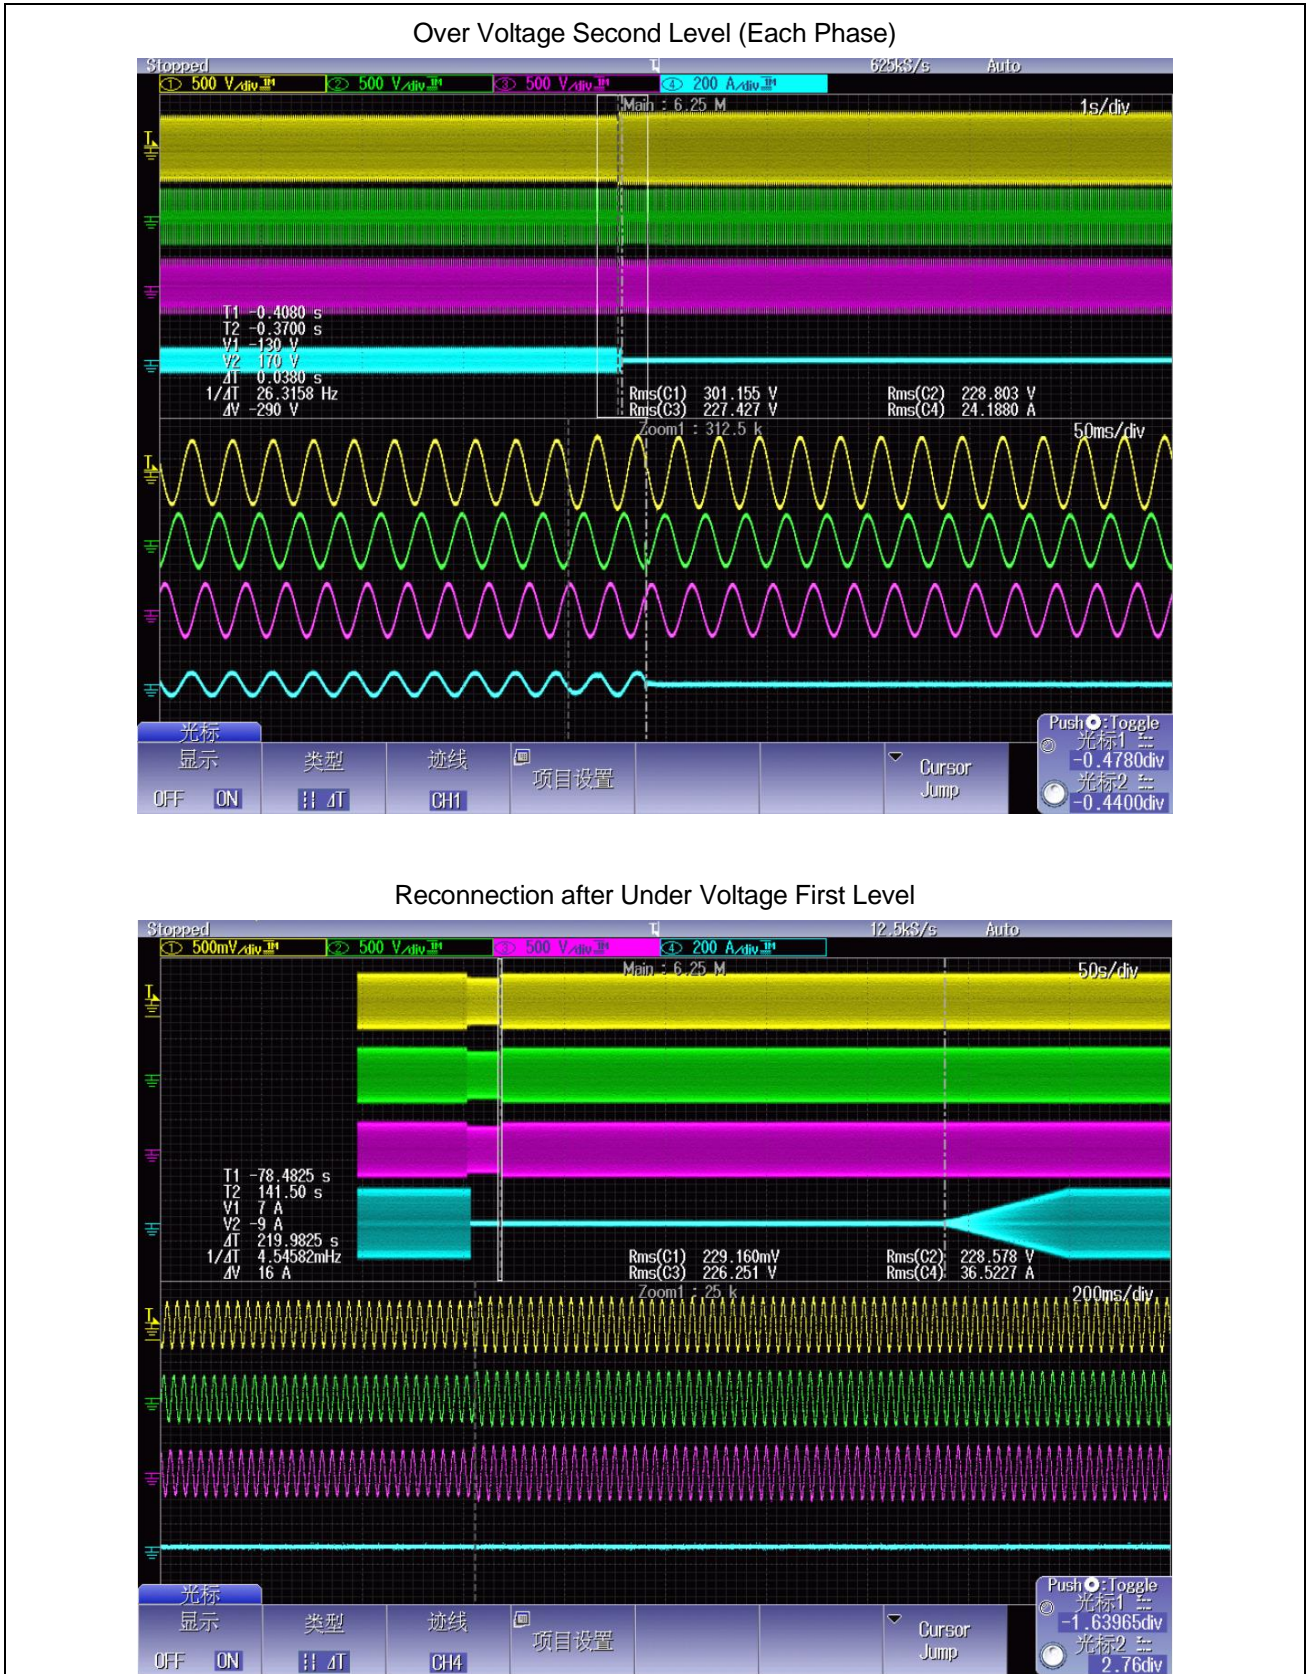 Over Voltage Second Level (Each Phase)
Stopped 625kS/s Auto
① 500 V/div 1M ② 500 V/div 1M ③ 500 V/div 1M ④ 200 A/div 1M
Main : 6.25 M 1s/div
T1 -0.4080 s
T2 -0.3700 s
V1 -130 V
V2 170 V
ΔT 0.0380 s
1/ΔT 26.3158 Hz Rms(C1) 301.155 V Rms(C2) 228.803 V
ΔV -290 V Rms(C3) 227.427 V Rms(C4) 24.1880 A
Zoom1 : 312.5 k 50ms/div
光标
显示 类型 迹线 项目设置 Cursor Jump
OFF ON ΔT CH1
Push :Toggle
光标1
-0.4780div
光标2
-0.4400div
Reconnection after Under Voltage First Level
Stopped 12.5kS/s Auto
① 500mV/div 1M ② 500 V/div 1M ③ 500 V/div 1M ④ 200 A/div 1M
Main : 6.25 M 50s/div
T1 -78.4825 s
T2 141.50 s
V1 7 A
V2 -9 A
ΔT 219.9825 s
1/ΔT 4.54582mHz Rms(C1) 229.160mV Rms(C2) 228.578 V
ΔV 16 A Rms(C3) 226.251 V Rms(C4) 36.5227 A
Zoom1 : 25 k 200ms/div
光标
显示 类型 迹线 项目设置 Cursor Jump
OFF ON ΔT CH4
Push :Toggle
光标1
-1.63965div
光标2
2.76div